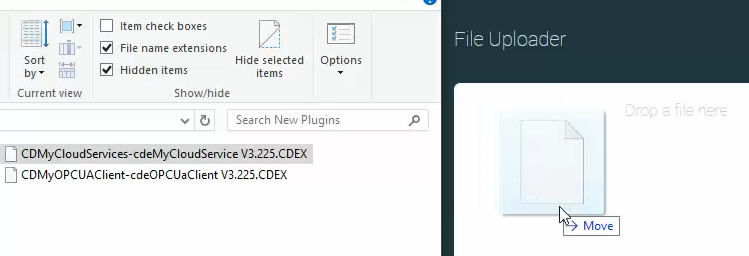 Item check boxes
File name extensions
Hidden items
Sort
by
Hide selected
items
Options
Current view
Show/hide
Search New Plugins
CDMyCloudServices-cdeMyCloudService V3.225.CDEX
CDMyOPCUAClient-cdeOPCUaClient V3.225.CDEX
File Uploader
Drop a file here
Move